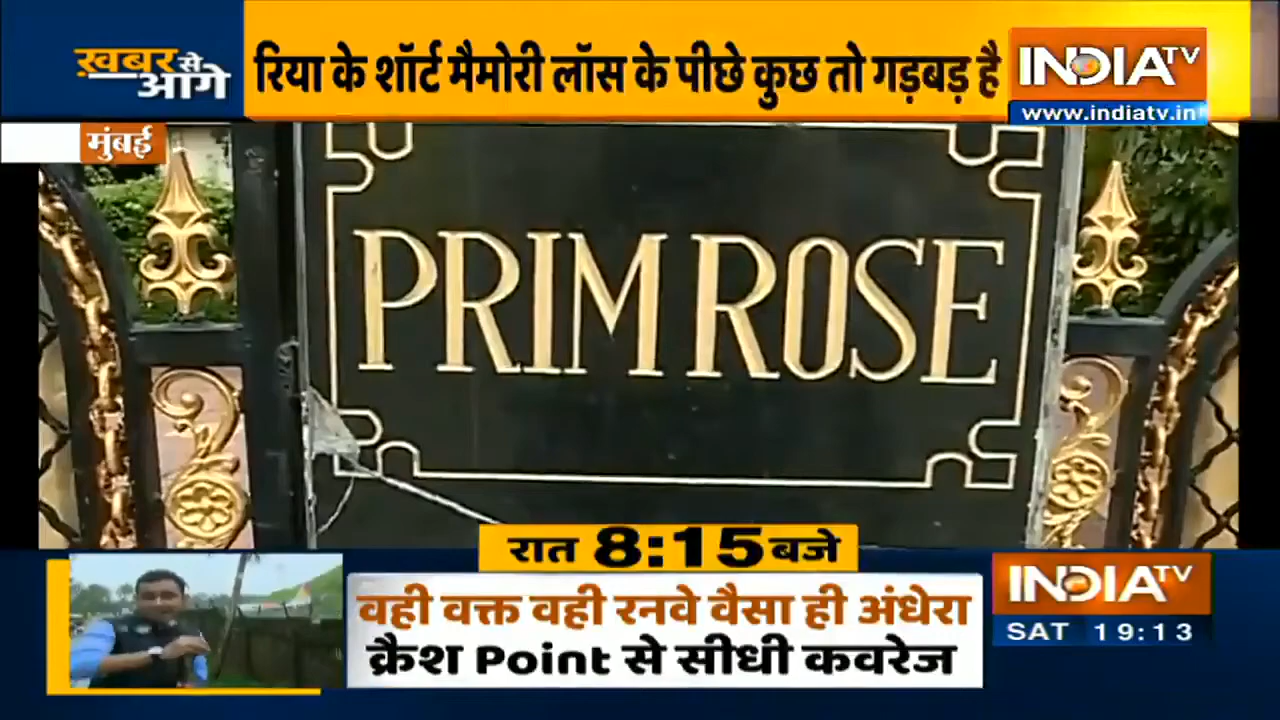 ख़बर से
आगे
रिया के शॉर्ट मैमोरी लॉस के पीछे कुछ तो गड़बड़ है
INDIA TV
www.indiatv.in
मुंबई
PRIM ROSE
रात 8:15 बजे
वही वक्त वही रनवे वैसा ही अंधेरा
क्रैश Point से सीधी कवरेज
INDIA TV
SAT 19:13